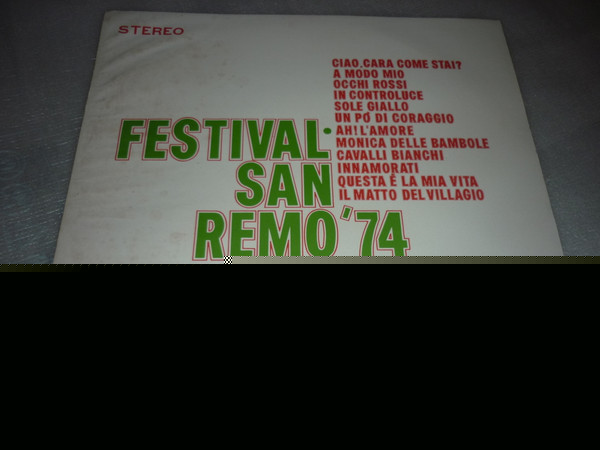 STEREO
CIAO, CARA COME STAI?
A MODO MIO
OCCHI ROSSI
IN CONTROLUCE
SOLE GIALLO
UN PO' DI CORAGGIO
AH! L'AMORE
MONICA DELLE BAMBOLE
CAVALLI BIANCHI
INNAMORATI
QUESTA È LA MIA VITA
IL MATTO DEL VILLAGIO
FESTIVAL·
SAN
REMO '74